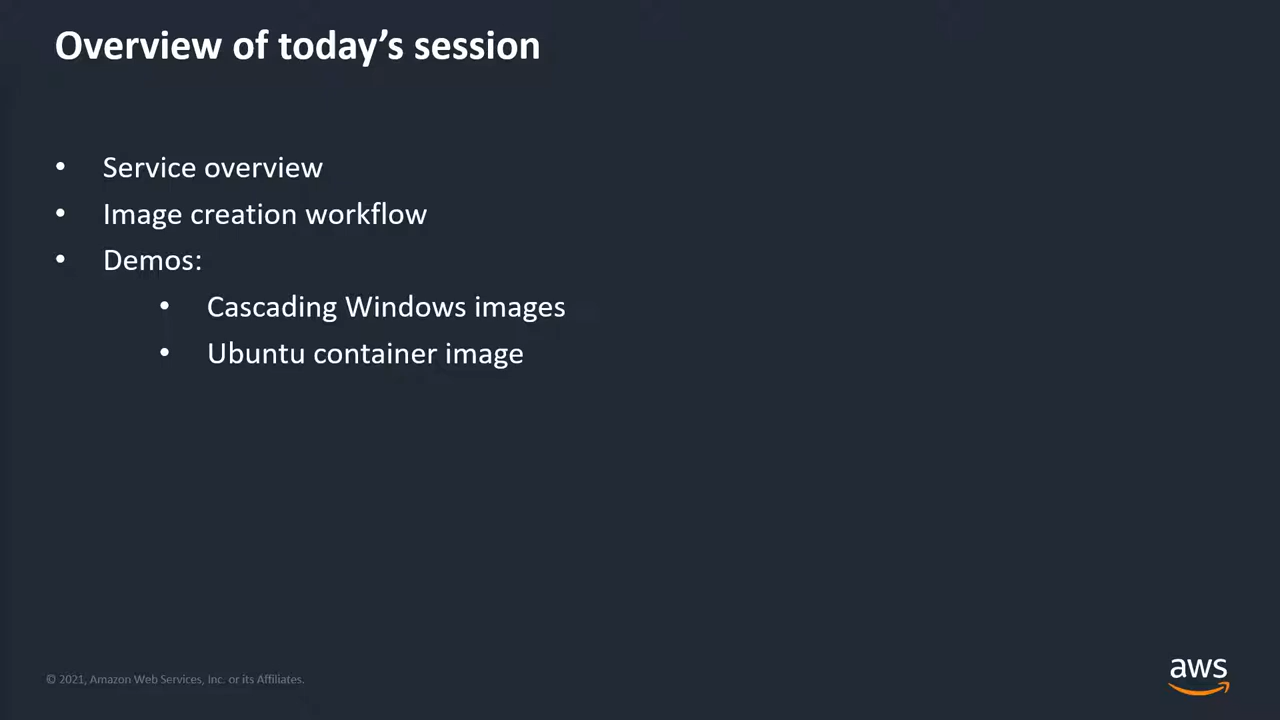 Overview of today’s session
• Service overview
• Image creation workflow
• Demos:
• Cascading Windows images
• Ubuntu container image
© 2021, Amazon Web Services, Inc. or its Affiliates.
aws